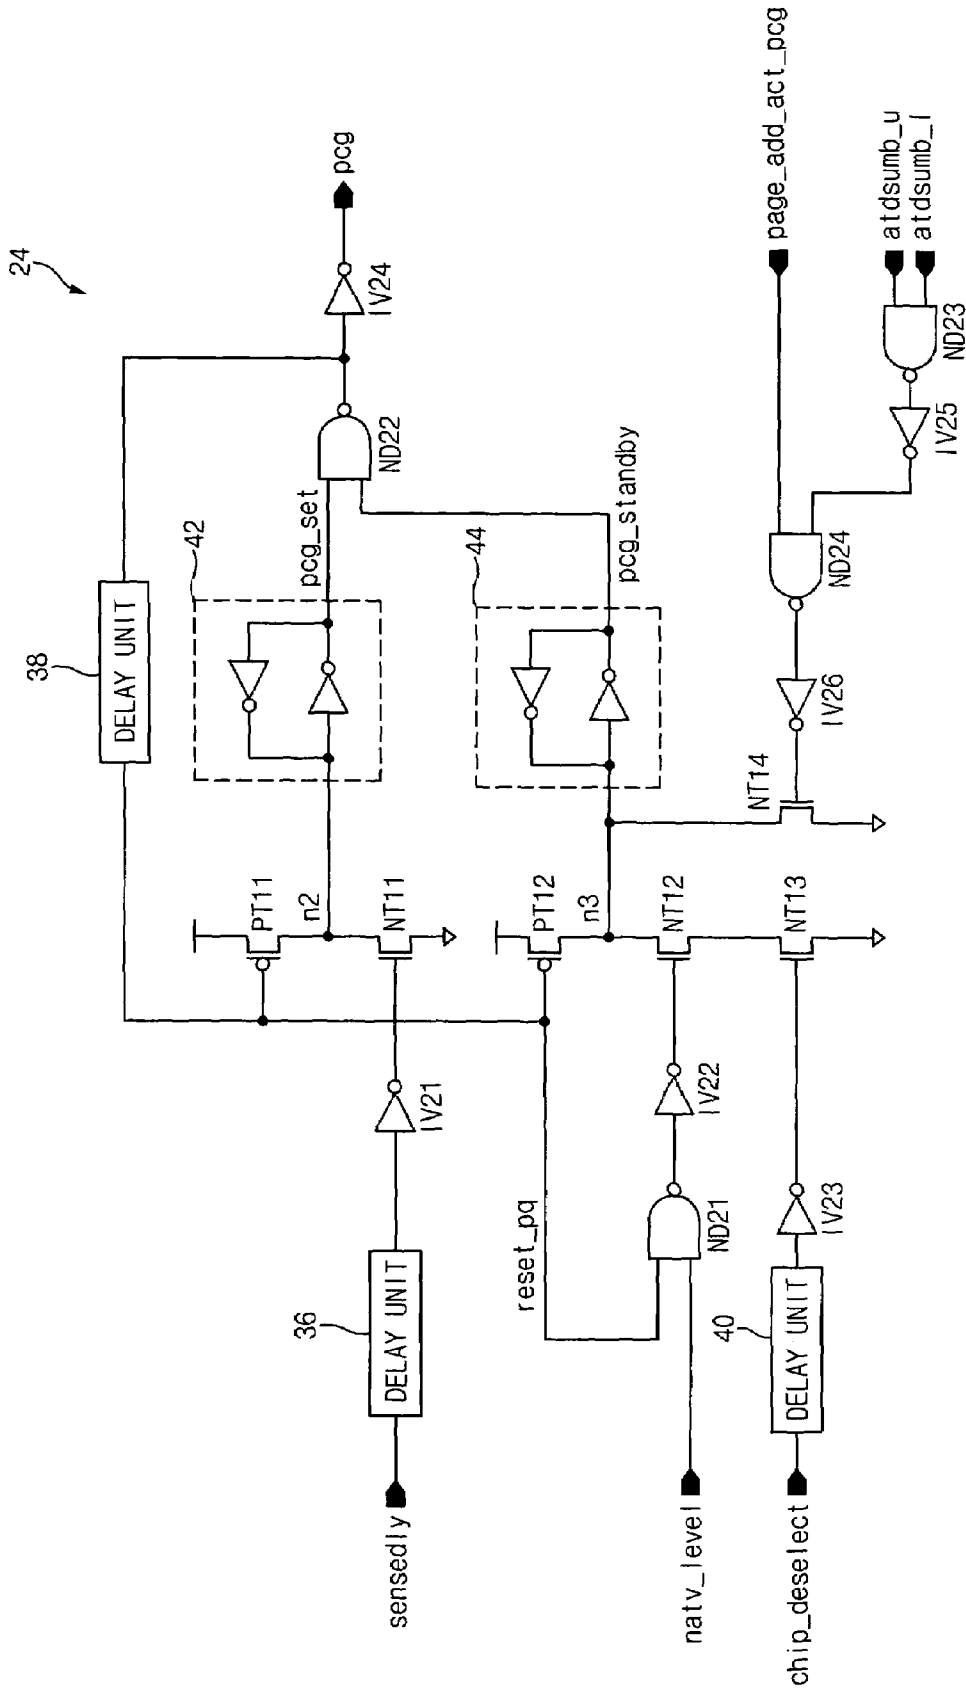 24
38
DELAY UNIT
42
pcg_set
ND22
IV24
pcg
PT11
n2
NT11
IV21
36
DELAY UNIT
sensedly
44
pcg_standby
PT12
n3
NT12
NT13
NT14
reset_pq
IV22
ND21
natv_level
40
DELAY UNIT
IV23
chip_deselect
page_add_act_pcg
atdsumb_u
atdsumb_l
ND23
IV25
ND24
IV26